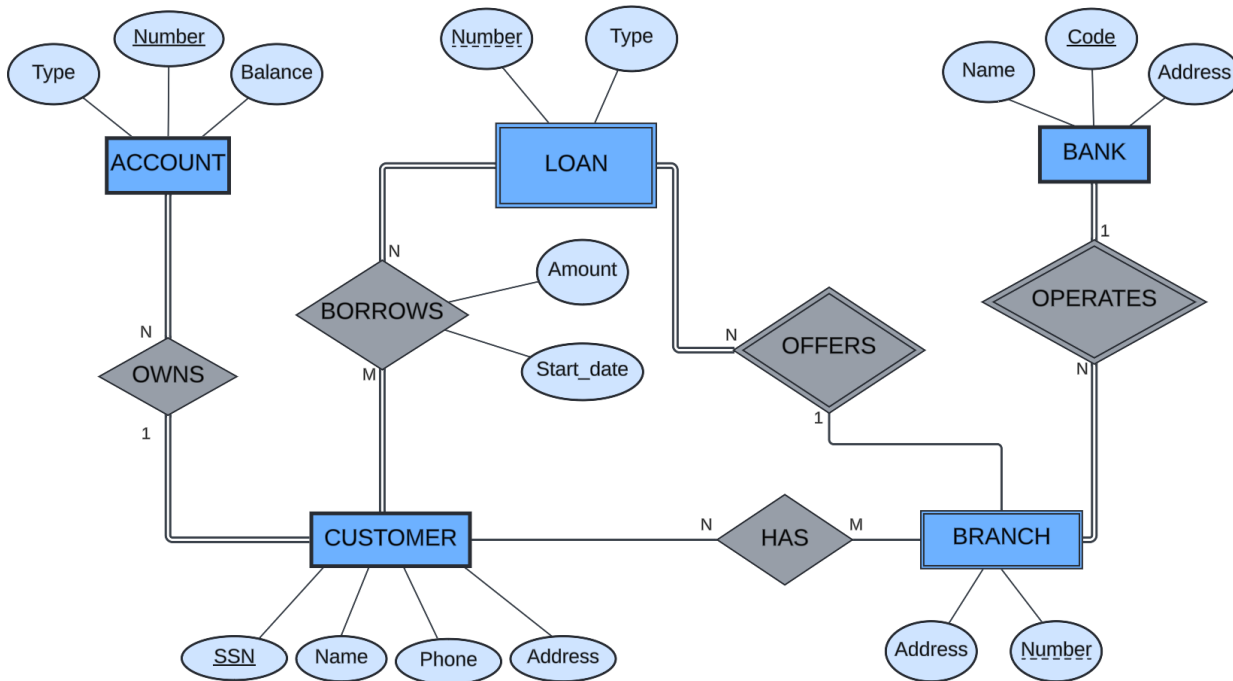 Number
Number
Type
Code
Type
Balance
Name
Address
ACCOUNT
LOAN
BANK
N
1
Amount
BORROWS
OPERATES
N
N
OFFERS
Start_date
OWNS
M
N
1
1
N
M
CUSTOMER
HAS
BRANCH
SSN
Name
Phone
Address
Address
Number